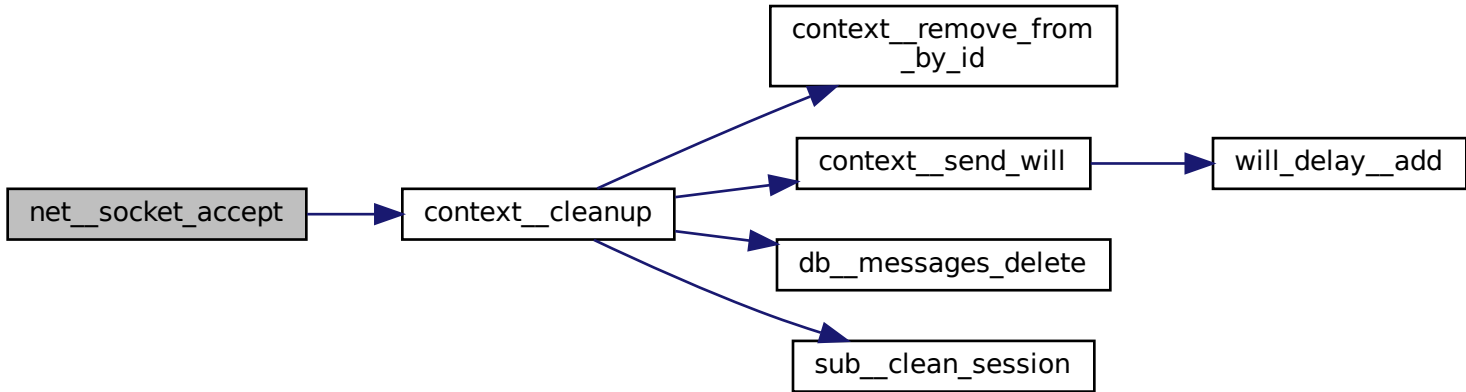 net__socket_accept
context__cleanup
context__remove_from
_by_id
context__send_will
will_delay__add
db__messages_delete
sub__clean_session